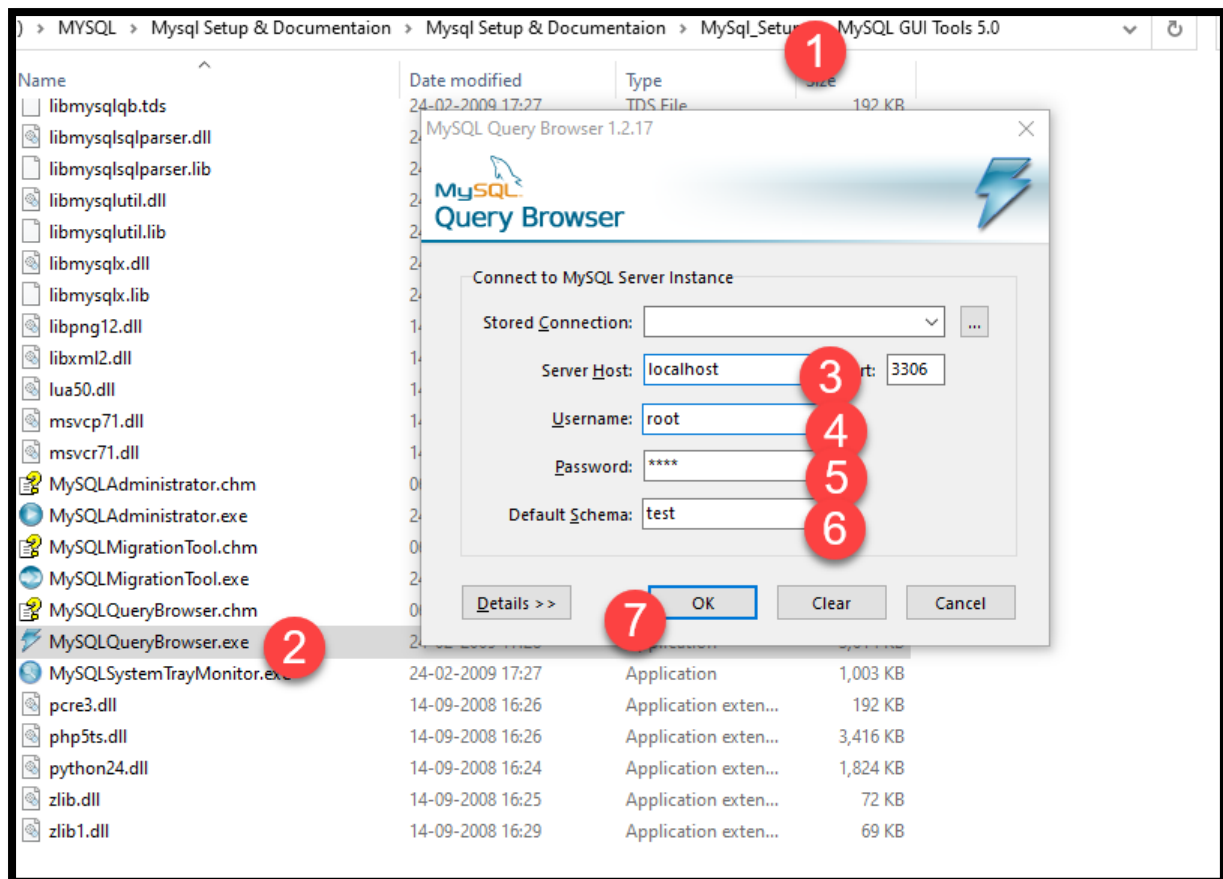 ) > MYSQL > Mysql Setup & Documentaion > Mysql Setup & Documentaion > MySql_Setu MySQL GUI Tools 5.0
1
Name Date modified Type Size
libmysqlqb.tds 24-02-2009 17:27 TDS File 192 KB
libmysqlsqlparser.dll
libmysqlsqlparser.lib
libmysqlutil.dll
libmysqlutil.lib
libmysqlx.dll
libmysqlx.lib
libpng12.dll
libxml2.dll
lua50.dll
msvcp71.dll
msvcr71.dll
MySQLAdministrator.chm
MySQLAdministrator.exe
MySQLMigrationTool.chm
MySQLMigrationTool.exe
MySQLQueryBrowser.chm
MySQLQueryBrowser.exe 2
MySQLSystemTrayMonitor.exe 24-02-2009 17:27 Application 1,003 KB
pcre3.dll 14-09-2008 16:26 Application exten... 192 KB
php5ts.dll 14-09-2008 16:26 Application exten... 3,416 KB
python24.dll 14-09-2008 16:24 Application exten... 1,824 KB
zlib.dll 14-09-2008 16:25 Application exten... 72 KB
zlib1.dll 14-09-2008 16:29 Application exten... 69 KB
MySQL Query Browser 1.2.17
MySQL
Query Browser
Connect to MySQL Server Instance
Stored Connection: ...
Server Host: localhost 3 rt: 3306
Username: root 4
Password: **** 5
Default Schema: test 6
Details >> 7 OK Clear Cancel